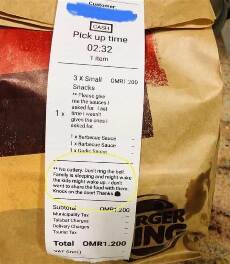 Customer
CASH
Pick up time
02:32
1 item
3 X Small OMR1.200
Snacks
** Please give
me the sauces I
asked for. Last
time I wasn't
given the ones I
asked for.
1 x
1 x Barbecue Sauce -
1 x Barbecue Sauce -
1 x Garlic Sauce
** No cutlery. Don't ring the bell.
Family is sleeping and might wake
the kids might wake up. I don't
want to share the food with them.
Knock on the door! Thanks
Subtotal OMR1.200
Municipality Tax -
Talabat Charges -
Delivery Charges -
Tourist Tax -
Total OMR1.200
BURGER
KING